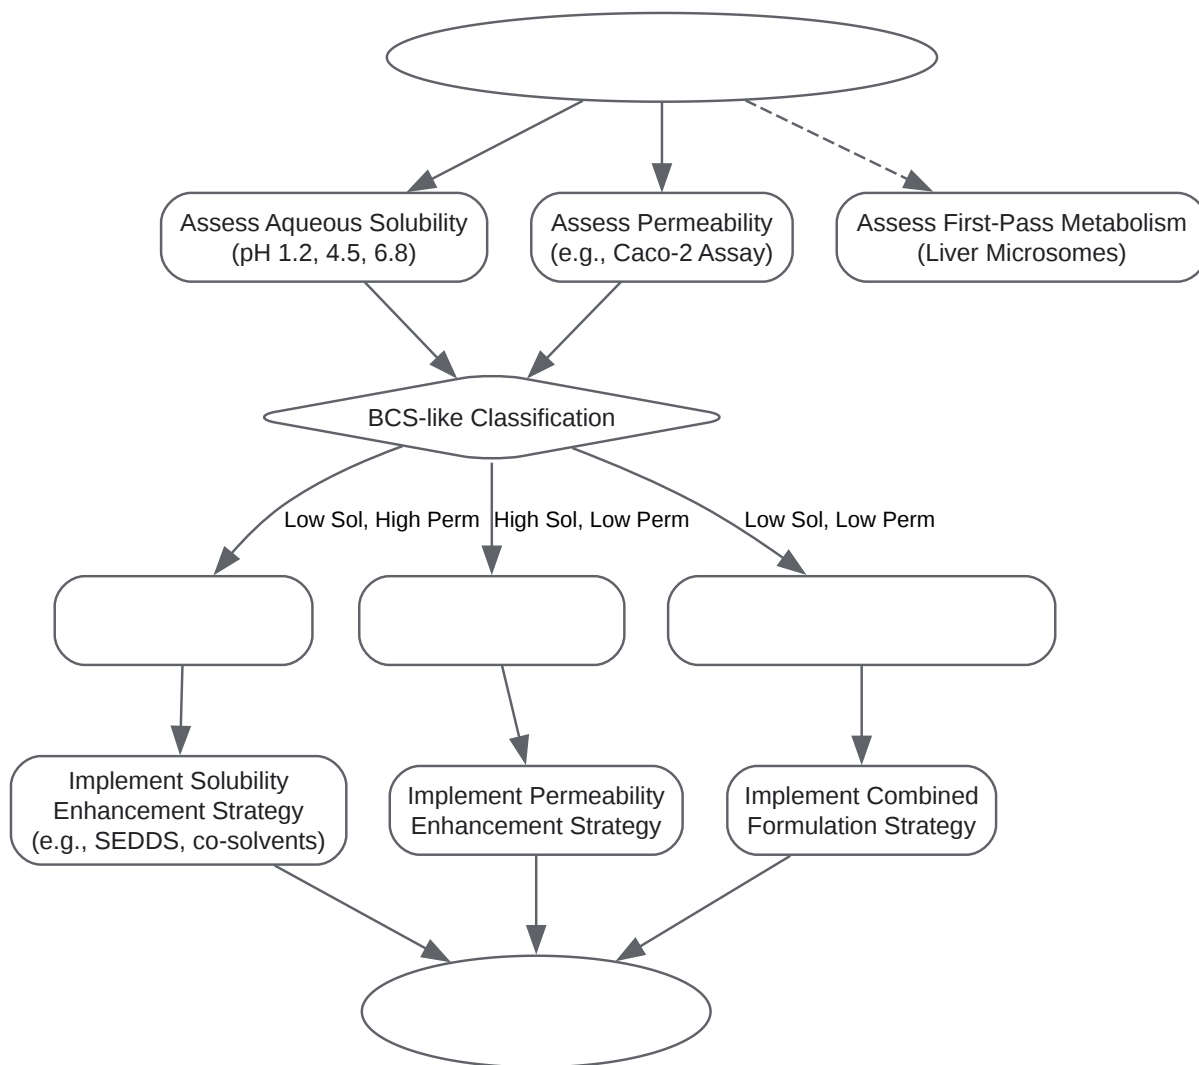 Assess Aqueous Solubility
(pH 1.2, 4.5, 6.8)
Assess Permeability
(e.g., Caco-2 Assay)
Assess First-Pass Metabolism
(Liver Microsomes)
BCS-like Classification
Low Sol, High Perm
High Sol, Low Perm
Low Sol, Low Perm
Implement Solubility
Enhancement Strategy
(e.g., SEDDS, co-solvents)
Implement Permeability
Enhancement Strategy
Implement Combined
Formulation Strategy